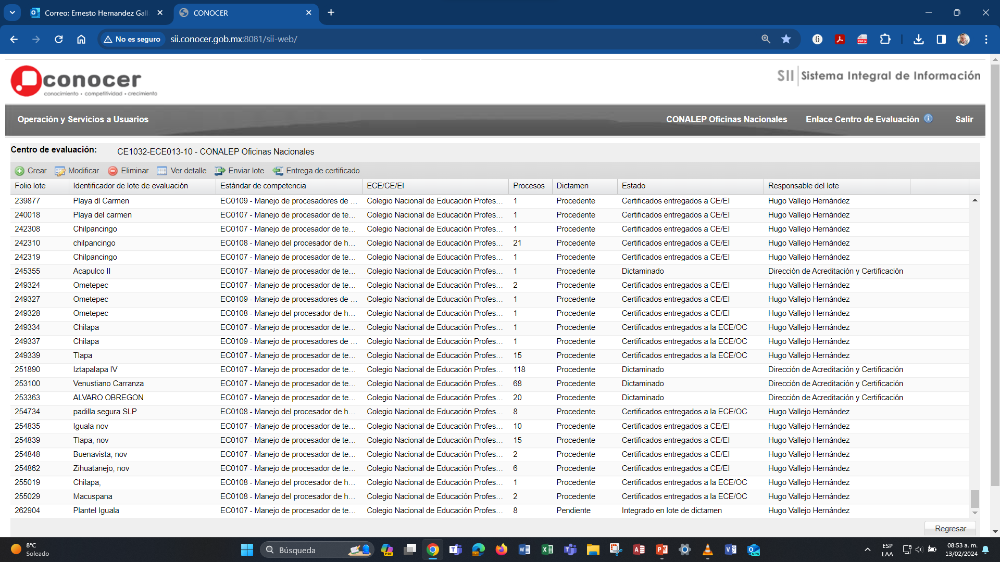 Correo: Ernesto Hernandez Gall
CONOCER
No es seguro
sii.conocer.gob.mx:8081/sii-web/
conocer
conocimiento • competitividad • crecimiento
SII Sistema Integral de Información
Operación y Servicios a Usuarios CONALEP Oficinas Nacionales Enlace Centro de Evaluación Salir
Centro de evaluación: CE1032-ECE013-10 - CONALEP Oficinas Nacionales
Crear Modificar Eliminar Ver detalle Enviar lote Entrega de certificado
Folio lote Identificador de lote de evaluación Estándar de competencia ECE/CE/EI Procesos Dictamen Estado Responsable del lote
239877 Playa dl Carmen EC0109 - Manejo de procesadores de ... Colegio Nacional de Educación Profes... 1 Procedente Certificados entregados a CE/EI Hugo Vallejo Hernández
240018 Playa del carmen EC0107 - Manejo de procesador de te... Colegio Nacional de Educación Profes... 1 Procedente Certificados entregados a CE/EI Hugo Vallejo Hernández
242308 Chilpancingo EC0107 - Manejo de procesador de te... Colegio Nacional de Educación Profes... 1 Procedente Certificados entregados a CE/EI Hugo Vallejo Hernández
242310 chilpancingo EC0108 - Manejo del procesador de h... Colegio Nacional de Educación Profes... 21 Procedente Certificados entregados a CE/EI Hugo Vallejo Hernández
242319 Chilpancingo EC0107 - Manejo de procesador de te... Colegio Nacional de Educación Profes... 1 Procedente Certificados entregados a CE/EI Hugo Vallejo Hernández
245355 Acapulco II EC0107 - Manejo de procesador de te... Colegio Nacional de Educación Profes... 1 Procedente Dictaminado Dirección de Acreditación y Certificación
249324 Ometepec EC0107 - Manejo de procesador de te... Colegio Nacional de Educación Profes... 2 Procedente Certificados entregados a CE/EI Hugo Vallejo Hernández
249327 Ometepec EC0109 - Manejo de procesadores de ... Colegio Nacional de Educación Profes... 1 Procedente Certificados entregados a CE/EI Hugo Vallejo Hernández
249328 Ometepec EC0108 - Manejo del procesador de h... Colegio Nacional de Educación Profes... 1 Procedente Certificados entregados a CE/EI Hugo Vallejo Hernández
249334 Chilapa EC0107 - Manejo de procesador de te... Colegio Nacional de Educación Profes... 1 Procedente Certificados entregados a la ECE/OC Hugo Vallejo Hernández
249337 Chilapa EC0109 - Manejo de procesadores de ... Colegio Nacional de Educación Profes... 1 Procedente Certificados entregados a la ECE/OC Hugo Vallejo Hernández
249339 Tlapa EC0107 - Manejo de procesador de te... Colegio Nacional de Educación Profes... 15 Procedente Certificados entregados a la ECE/OC Hugo Vallejo Hernández
251890 Iztapalapa IV EC0107 - Manejo de procesador de te... Colegio Nacional de Educación Profes... 118 Procedente Dictaminado Dirección de Acreditación y Certificación
253100 Venustiano Carranza EC0107 - Manejo de procesador de te... Colegio Nacional de Educación Profes... 68 Procedente Dictaminado Dirección de Acreditación y Certificación
253363 ALVARO OBREGON EC0107 - Manejo de procesador de te... Colegio Nacional de Educación Profes... 20 Procedente Dictaminado Dirección de Acreditación y Certificación
254734 padilla segura SLP EC0108 - Manejo del procesador de h... Colegio Nacional de Educación Profes... 8 Procedente Certificados entregados a la ECE/OC Hugo Vallejo Hernández
254835 Iguala nov EC0107 - Manejo de procesador de te... Colegio Nacional de Educación Profes... 10 Procedente Certificados entregados a CE/EI Hugo Vallejo Hernández
254839 Tlapa, nov EC0107 - Manejo de procesador de te... Colegio Nacional de Educación Profes... 15 Procedente Certificados entregados a CE/EI Hugo Vallejo Hernández
254848 Buenavista, nov EC0107 - Manejo de procesador de te... Colegio Nacional de Educación Profes... 2 Procedente Certificados entregados a CE/EI Hugo Vallejo Hernández
254862 Zihuatanejo, nov EC0107 - Manejo de procesador de te... Colegio Nacional de Educación Profes... 6 Procedente Certificados entregados a CE/EI Hugo Vallejo Hernández
255019 Chilapa, EC0108 - Manejo del procesador de h... Colegio Nacional de Educación Profes... 1 Procedente Certificados entregados a la ECE/OC Hugo Vallejo Hernández
255029 Macuspana EC0108 - Manejo del procesador de h... Colegio Nacional de Educación Profes... 2 Procedente Certificados entregados a la ECE/OC Hugo Vallejo Hernández
262904 Plantel Iguala EC0107 - Manejo de procesador de te... Colegio Nacional de Educación Profes... 8 Pendiente Integrado en lote de dictamen Hugo Vallejo Hernández
Regresar
8°C
Soleado
Búsqueda
ESP
LAA
08:53 a. m.
13/02/2024